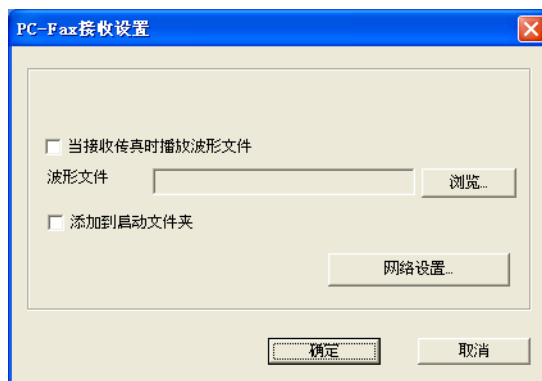 PC-Fax接收设置
当接收传真时播放波形文件
波形文件 浏览...
添加到启动文件夹
网络设置...
确定 取消